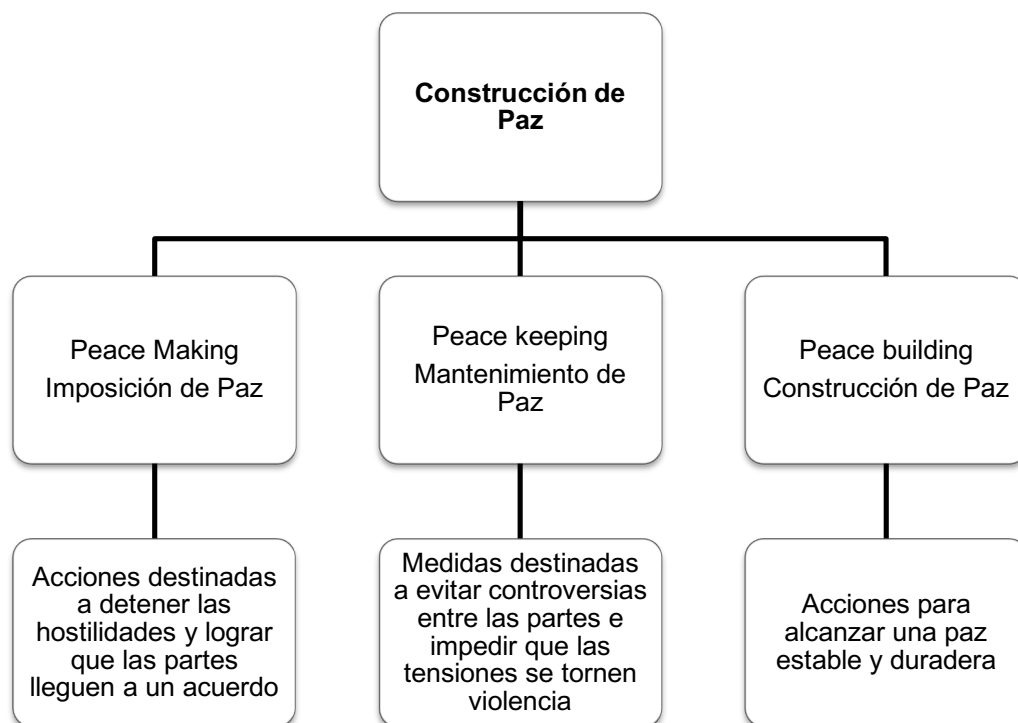 Construcción de
Paz
Peace Making
Imposición de Paz
Peace keeping
Mantenimiento de
Paz
Peace building
Construcción de Paz
Acciones destinadas
a detener las
hostilidades y lograr
que las partes
lleguen a un acuerdo
Medidas destinadas
a evitar controversias
entre las partes e
impedir que las
tensiones se tornen
violencia
Acciones para
alcanzar una paz
estable y duradera